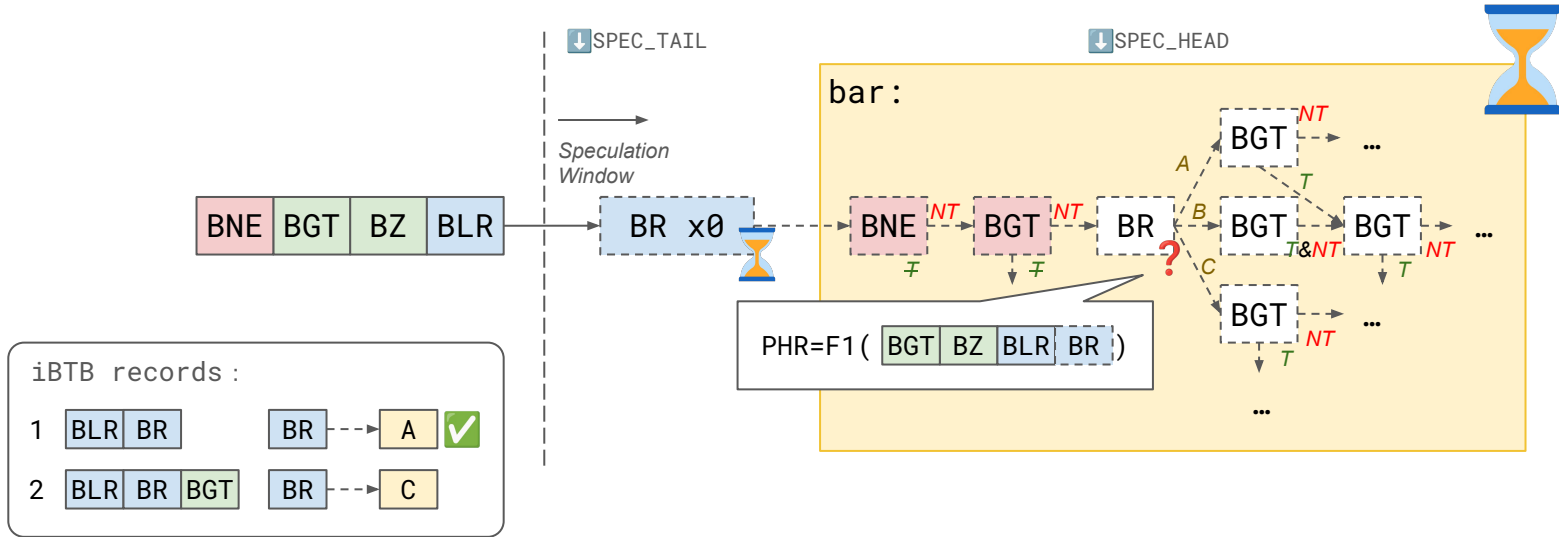 ⬇️SPEC_TAIL
⬇️SPEC_HEAD
bar:
Speculation
Window
BNE BGT BZ BLR
BR x0
BNE NT BGT NT BR
T T
A
B
C
BGT NT ...
T
BGT T&NT BGT NT ...
T
BGT NT ...
T
...
?
PHR=F1( BGT BZ BLR BR )
iBTB records :
1 BLR BR BR A
2 BLR BR BGT BR C